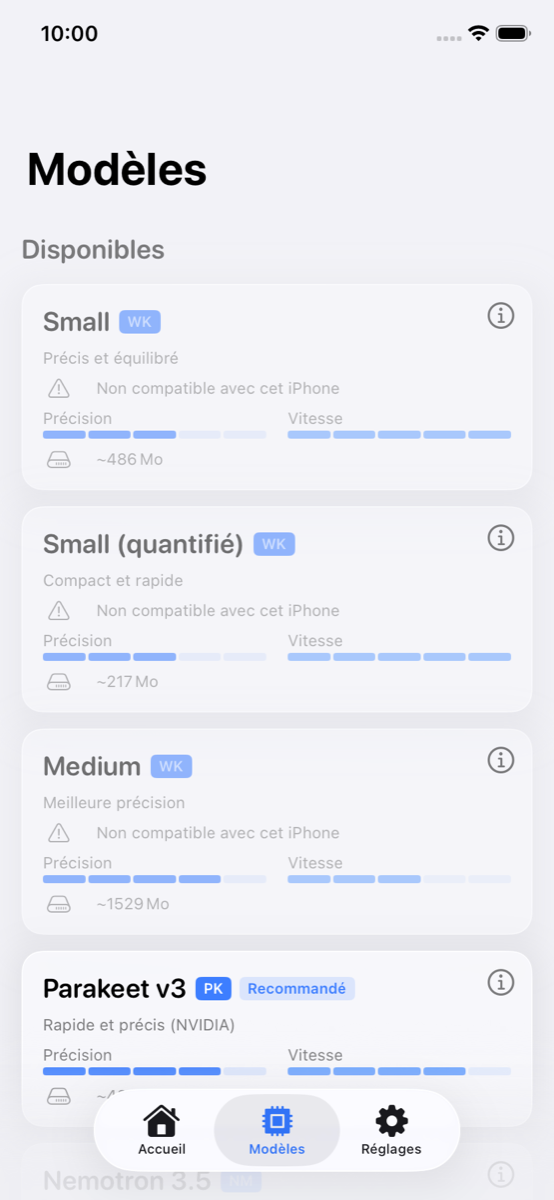 10:00
Modèles
Disponibles
Small WK
Précis et équilibré
Non compatible avec cet iPhone
Précision Vitesse
~486 Mo
Small (quantifié) WK
Compact et rapide
Non compatible avec cet iPhone
Précision Vitesse
~217 Mo
Medium WK
Meilleure précision
Non compatible avec cet iPhone
Précision Vitesse
~1529 Mo
Parakeet v3 PK Recommandé
Rapide et précis (NVIDIA)
Précision Vitesse
Accueil Modèles Réglages
Nemotron 3.5